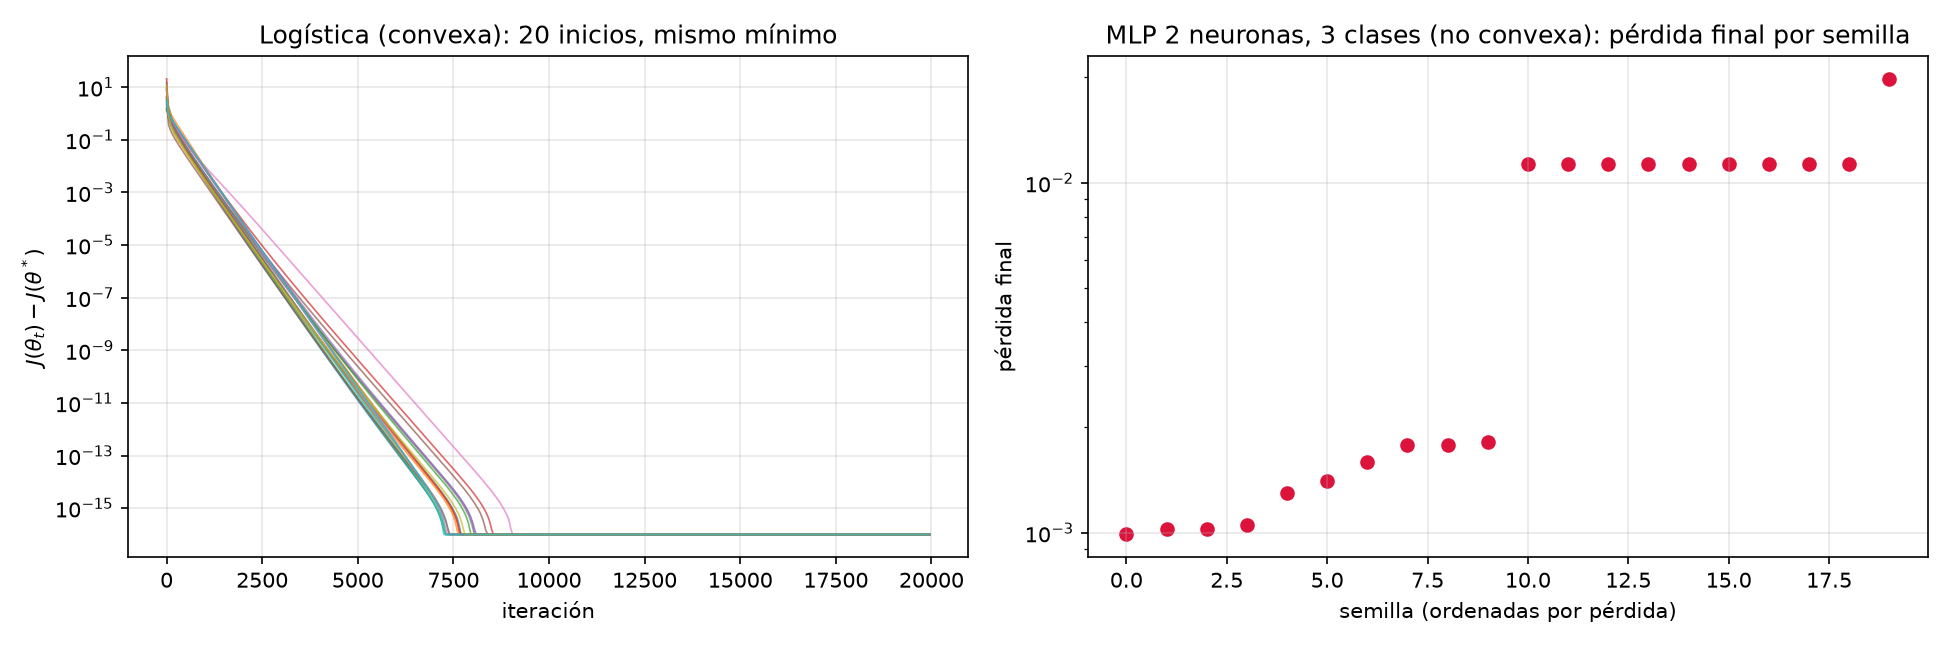 Logística (convexa): 20 inicios, mismo mínimo
10^1
10^-1
10^-3
10^-5
10^-7
10^-9
10^-11
10^-13
10^-15
J(θ_t) − J(θ^*)
0 2500 5000 7500 10000 12500 15000 17500 20000
iteración
MLP 2 neuronas, 3 clases (no convexa): pérdida final por semilla
10^-2
10^-3
pérdida final
0.0 2.5 5.0 7.5 10.0 12.5 15.0 17.5
semilla (ordenadas por pérdida)